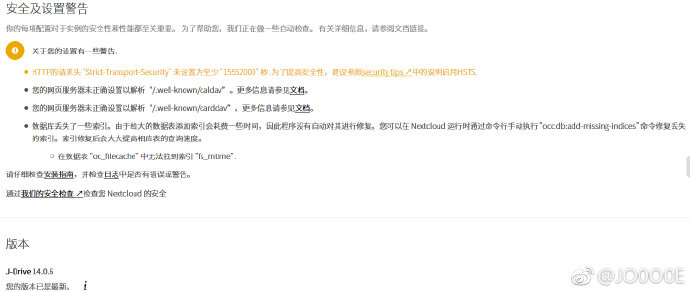 安全及设置警告
你的每项配置对于实例的安全性和性能都至关重要。 为了帮助您，我们正在做一些自动检查。 有关详细信息，请参阅文档链接。
关于您的设置有一些警告.
HTTP的请求头 "Strict-Transport-Security" 未设置为至少 "15552000" 秒. 为了提高安全性，建议参照security tips ↗中的说明启用HSTS.
您的网页服务器未正确设置以解析“/.well-known/caldav” 。更多信息请参见文档。
您的网页服务器未正确设置以解析“/.well-known/carddav” 。更多信息请参见文档。
数据库丢失了一些索引。由于给大的数据表添加索引会耗费一些时间，因此程序没有自动对其进行修复。您可以在 Nextcloud 运行时通过命令行手动执行 "occ db:add-missing-indices" 命令修复丢失
的索引。索引修复后会大大提高相应表的查询速度。
在数据表 "oc_filecache" 中无法找到索引 "fs_mtime" .
请仔细检查安装指南，并检查日志中是否有错误或警告。
通过我们的安全检查 ↗检查您 Nextcloud 的安全
版本
J-Drive 14.0.6
您的版本已是最新。 i
@JO0O0E